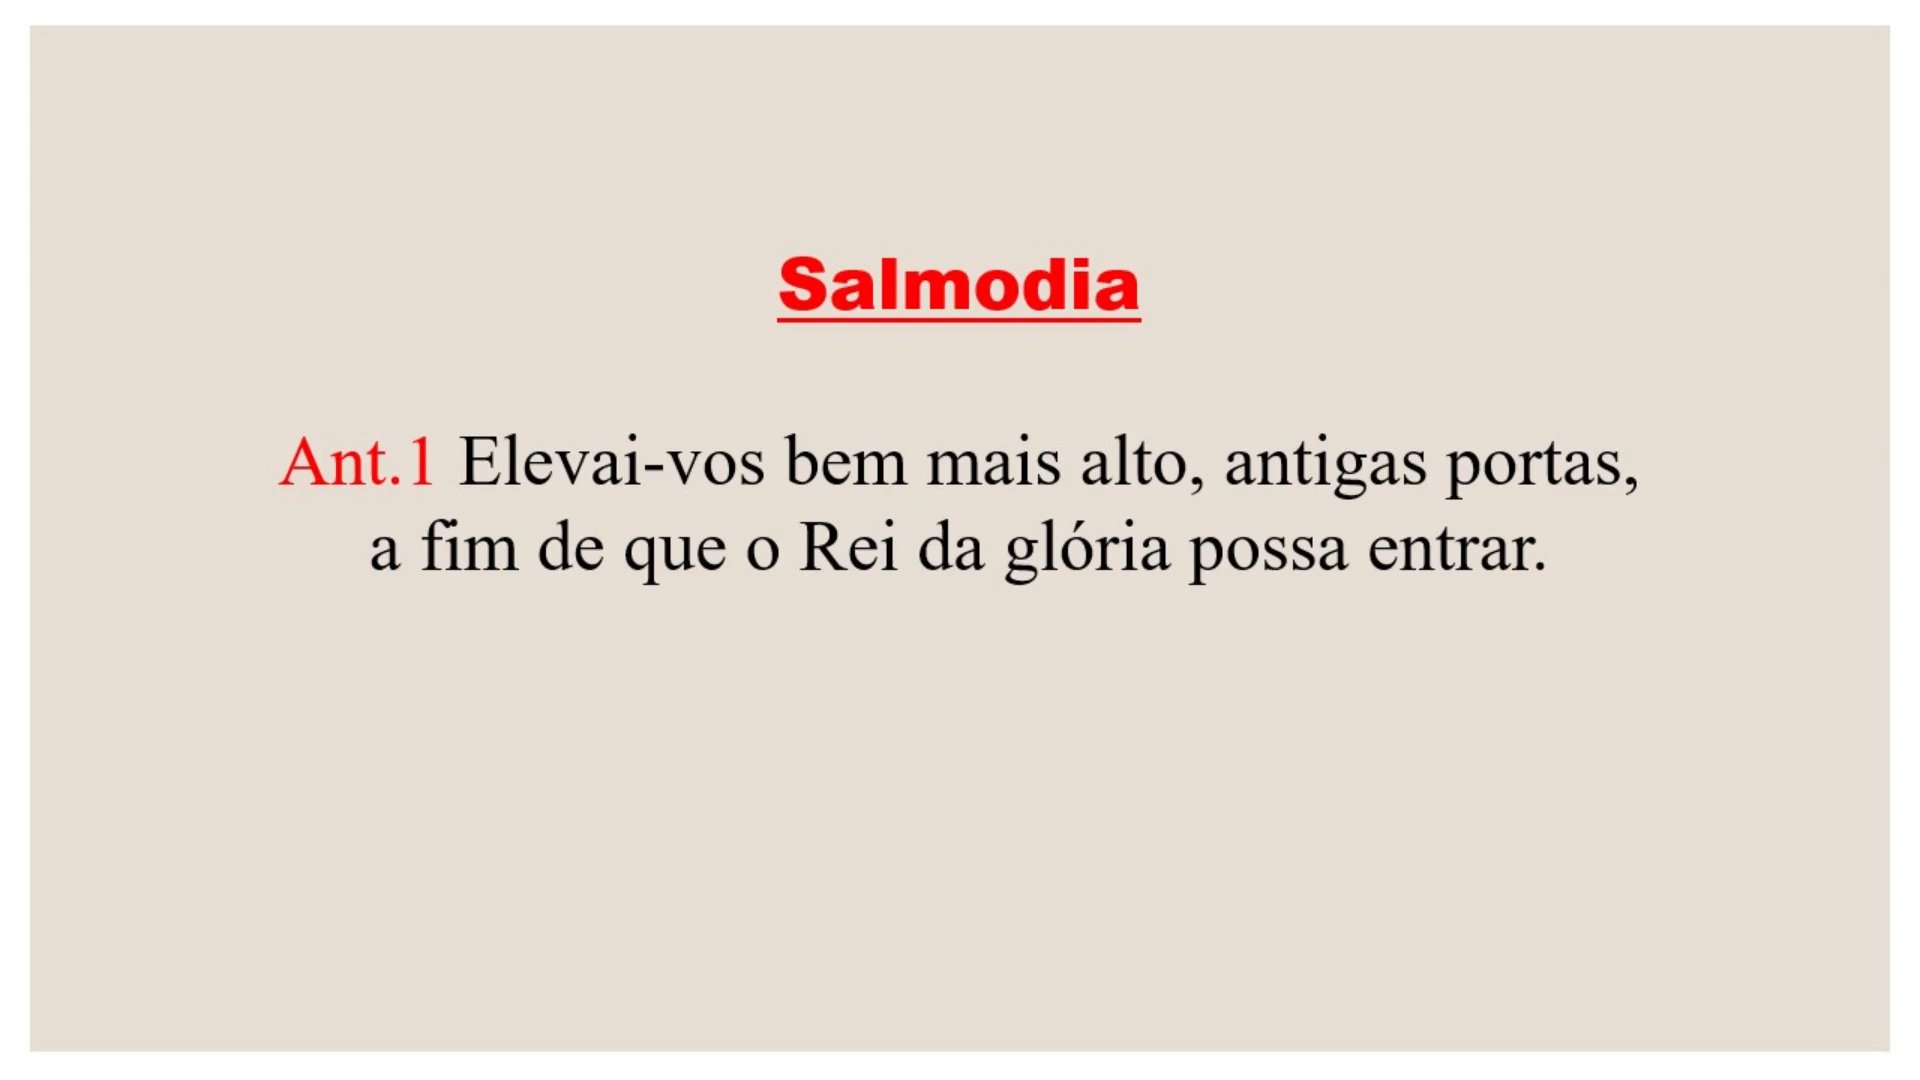 Salmodia
Ant.1 Elevai-vos bem mais alto, antigas portas,
a fim de que o Rei da glória possa entrar.